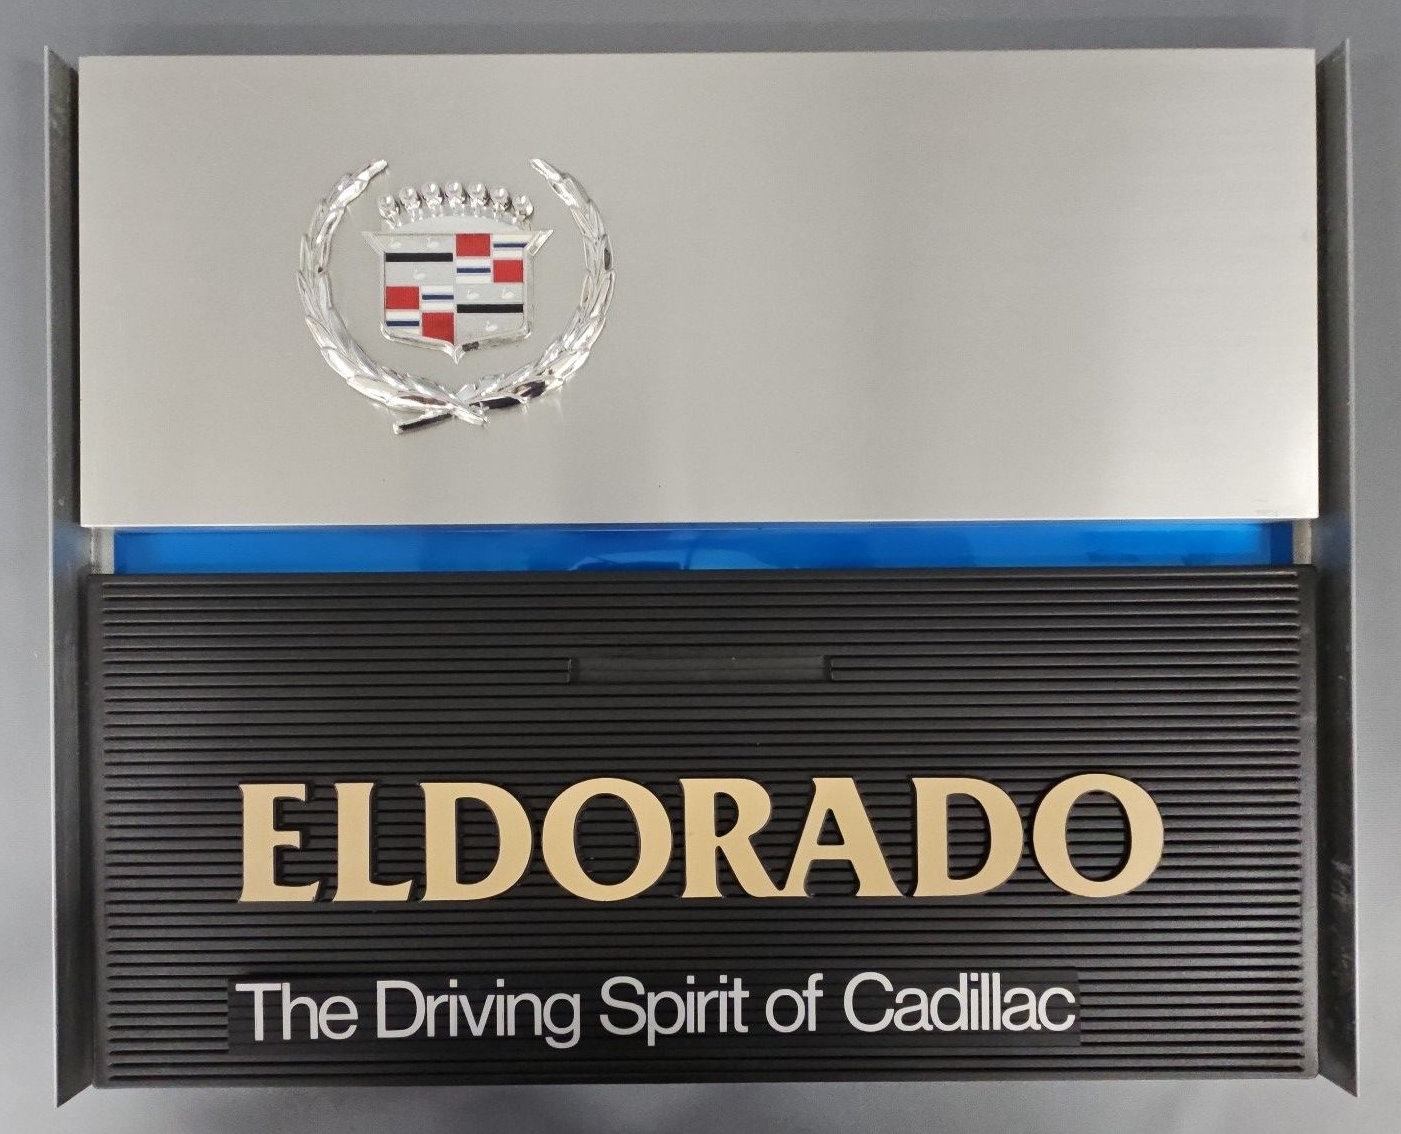 ELDORADO
The Driving Spirit of Cadillac